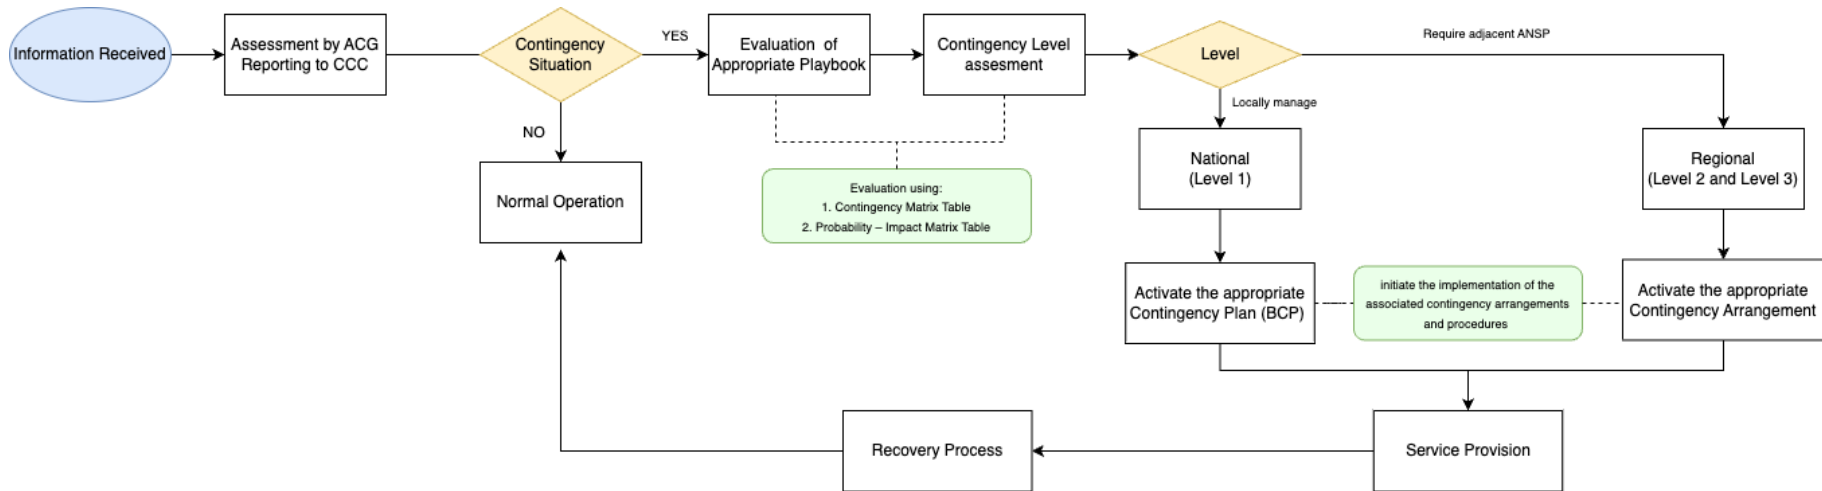 Information Received
Assessment by ACG
Reporting to CCC
Contingency
Situation
YES
NO
Evaluation of
Appropriate Playbook
Contingency Level
assesment
Level
Require adjacent ANSP
Locally manage
Normal Operation
Evaluation using:
1. Contingency Matrix Table
2. Probability – Impact Matrix Table
National
(Level 1)
Regional
(Level 2 and Level 3)
Activate the appropriate
Contingency Plan (BCP)
initiate the implementation of the
associated contingency arrangements
and procedures
Activate the appropriate
Contingency Arrangement
Recovery Process
Service Provision